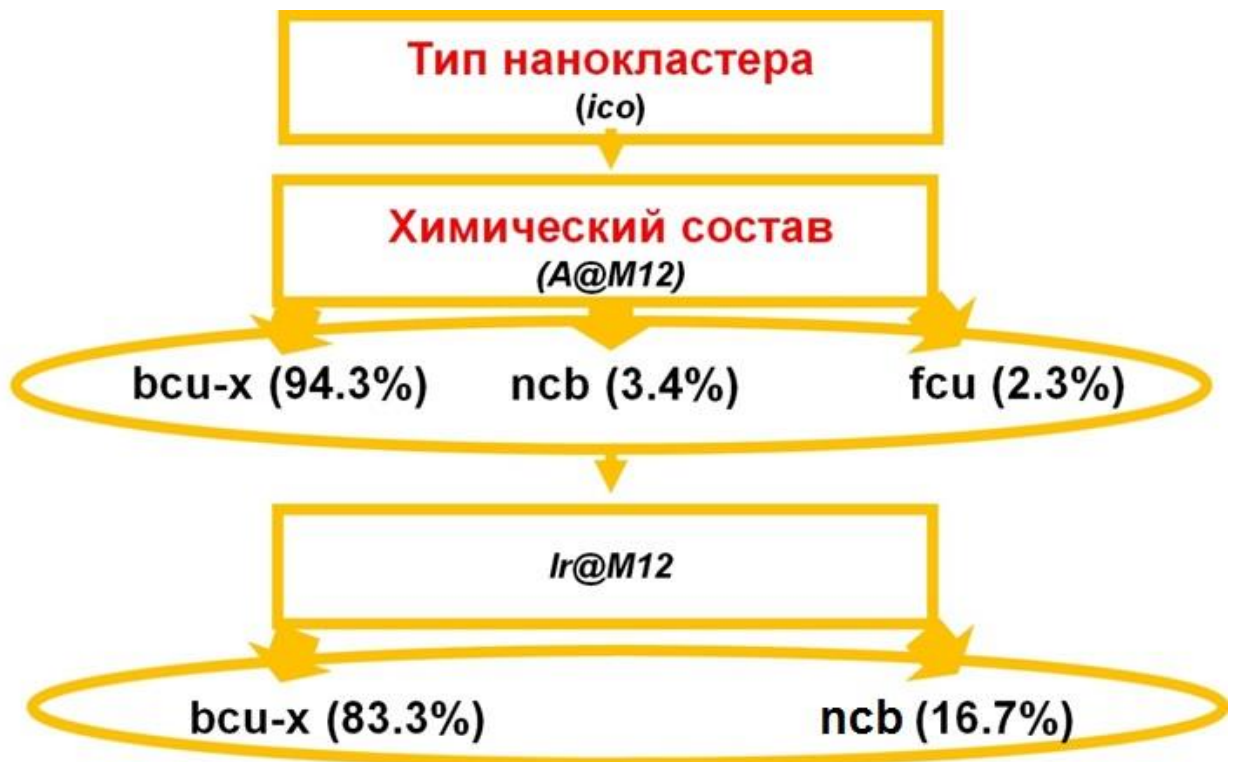 Тип нанокластера
(ico)
Химический состав
(A@M12)
bcu-x (94.3%) ncb (3.4%) fcu (2.3%)
Ir@M12
bcu-x (83.3%) ncb (16.7%)